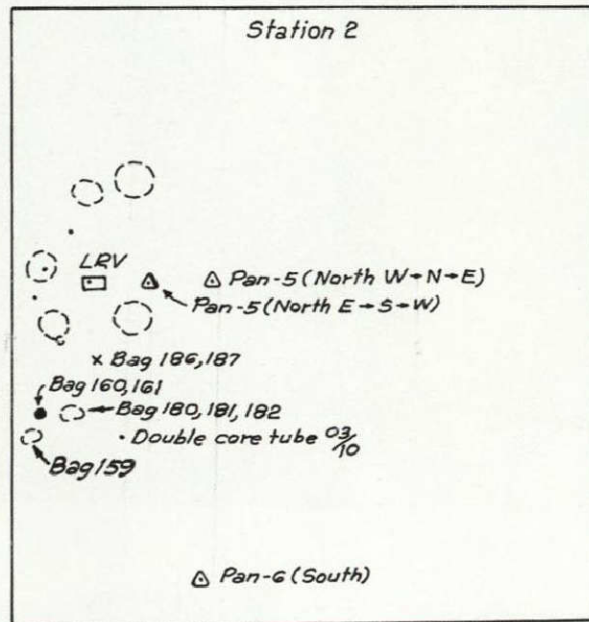 Station 2
LRV
Pan-5 (North W→N→E)
Pan-5 (North E→S→W)
x Bag 186,187
Bag 160,161
Bag 180,181,182
Double core tube 03/10
Bag 159
Pan-6 (South)